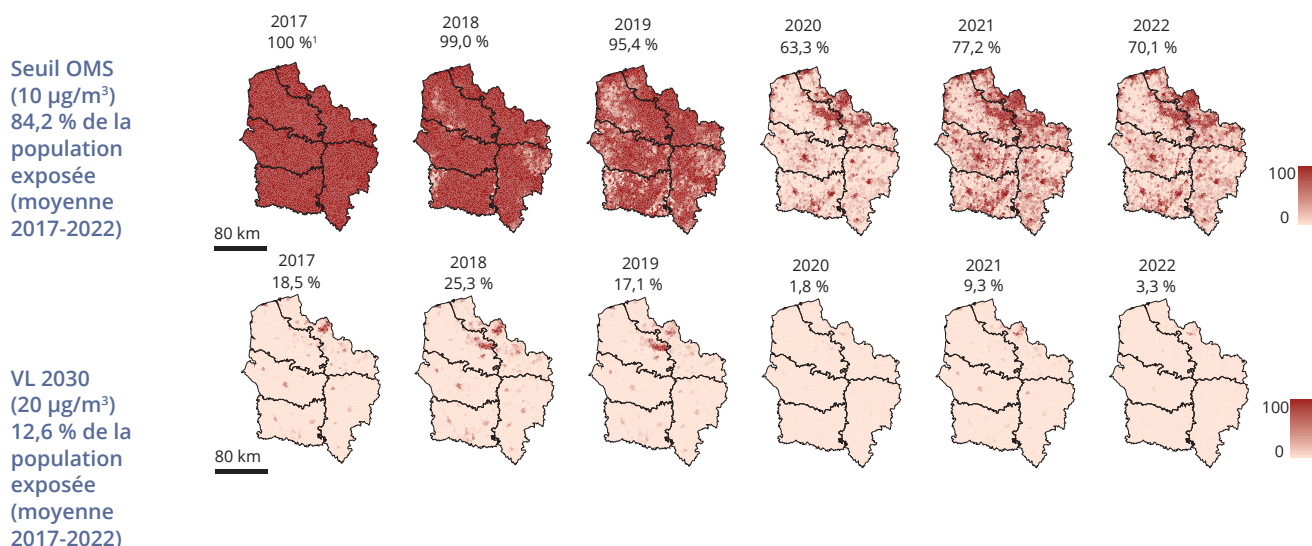 Seuil OMS
(10 µg/m³)
84,2 % de la
population
exposée
(moyenne
2017-2022)
2017
100 %¹
2018
99,0 %
2019
95,4 %
2020
63,3 %
2021
77,2 %
2022
70,1 %
100
0
80 km
VL 2030
(20 µg/m³)
12,6 % de la
population
exposée
(moyenne
2017-2022)
2017
18,5 %
2018
25,3 %
2019
17,1 %
2020
1,8 %
2021
9,3 %
2022
3,3 %
100
0
80 km